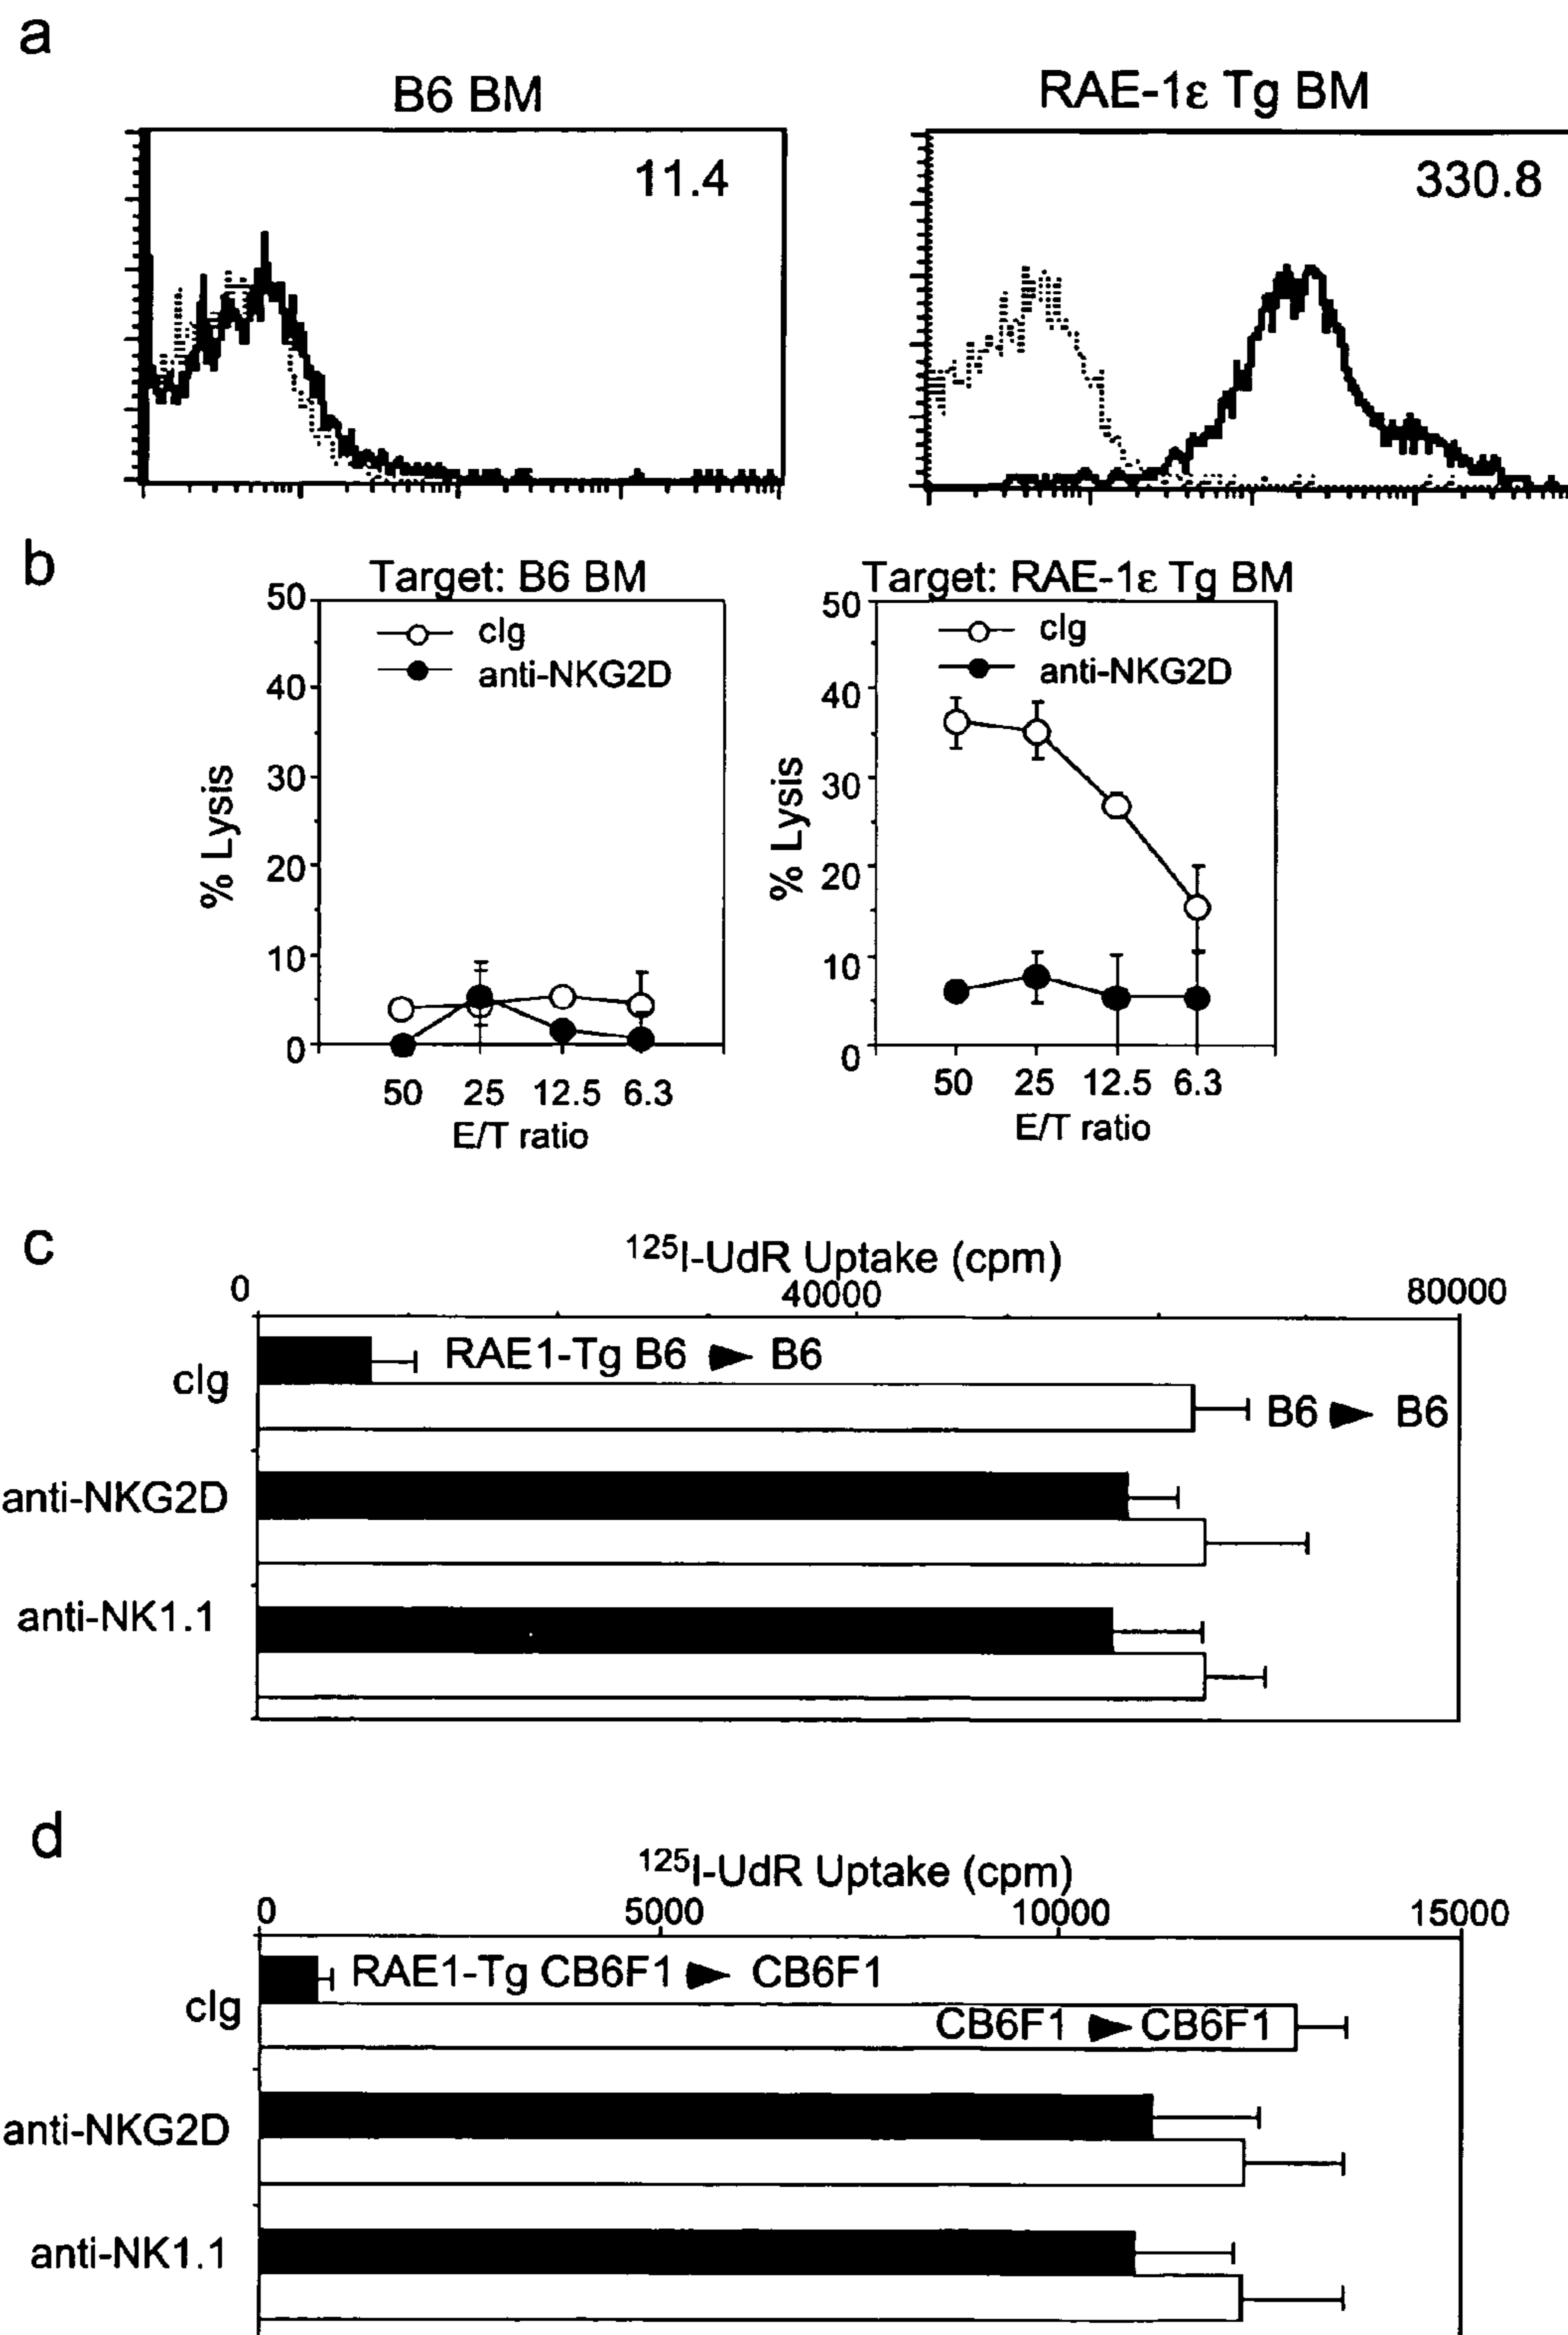 a
B6 BM
RAE-1ε Tg BM
11.4
330.8
b
Target: B6 BM
Target: RAE-1ε Tg BM
50
40
30
20
10
0
% Lysis
clg
anti-NKG2D
50
25
12.5
6.3
E/T ratio
50
40
30
20
10
0
% Lysis
clg
anti-NKG2D
50
25
12.5
6.3
E/T ratio
c
¹²⁵I-UdR Uptake (cpm)
0
40000
80000
clg
RAE1-Tg B6 ► B6
B6 ► B6
anti-NKG2D
anti-NK1.1
d
¹²⁵I-UdR Uptake (cpm)
0
5000
10000
15000
clg
RAE1-Tg CB6F1 ► CB6F1
CB6F1 ► CB6F1
anti-NKG2D
anti-NK1.1